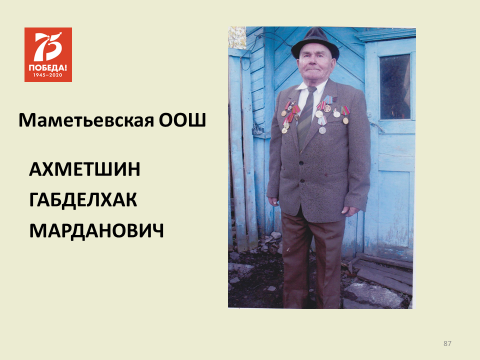 75
ПОБЕДА!
1945–2020
Маметьевская ООШ
АХМЕТШИН
ГАБДЕЛХАК
МАРДАНОВИЧ
87